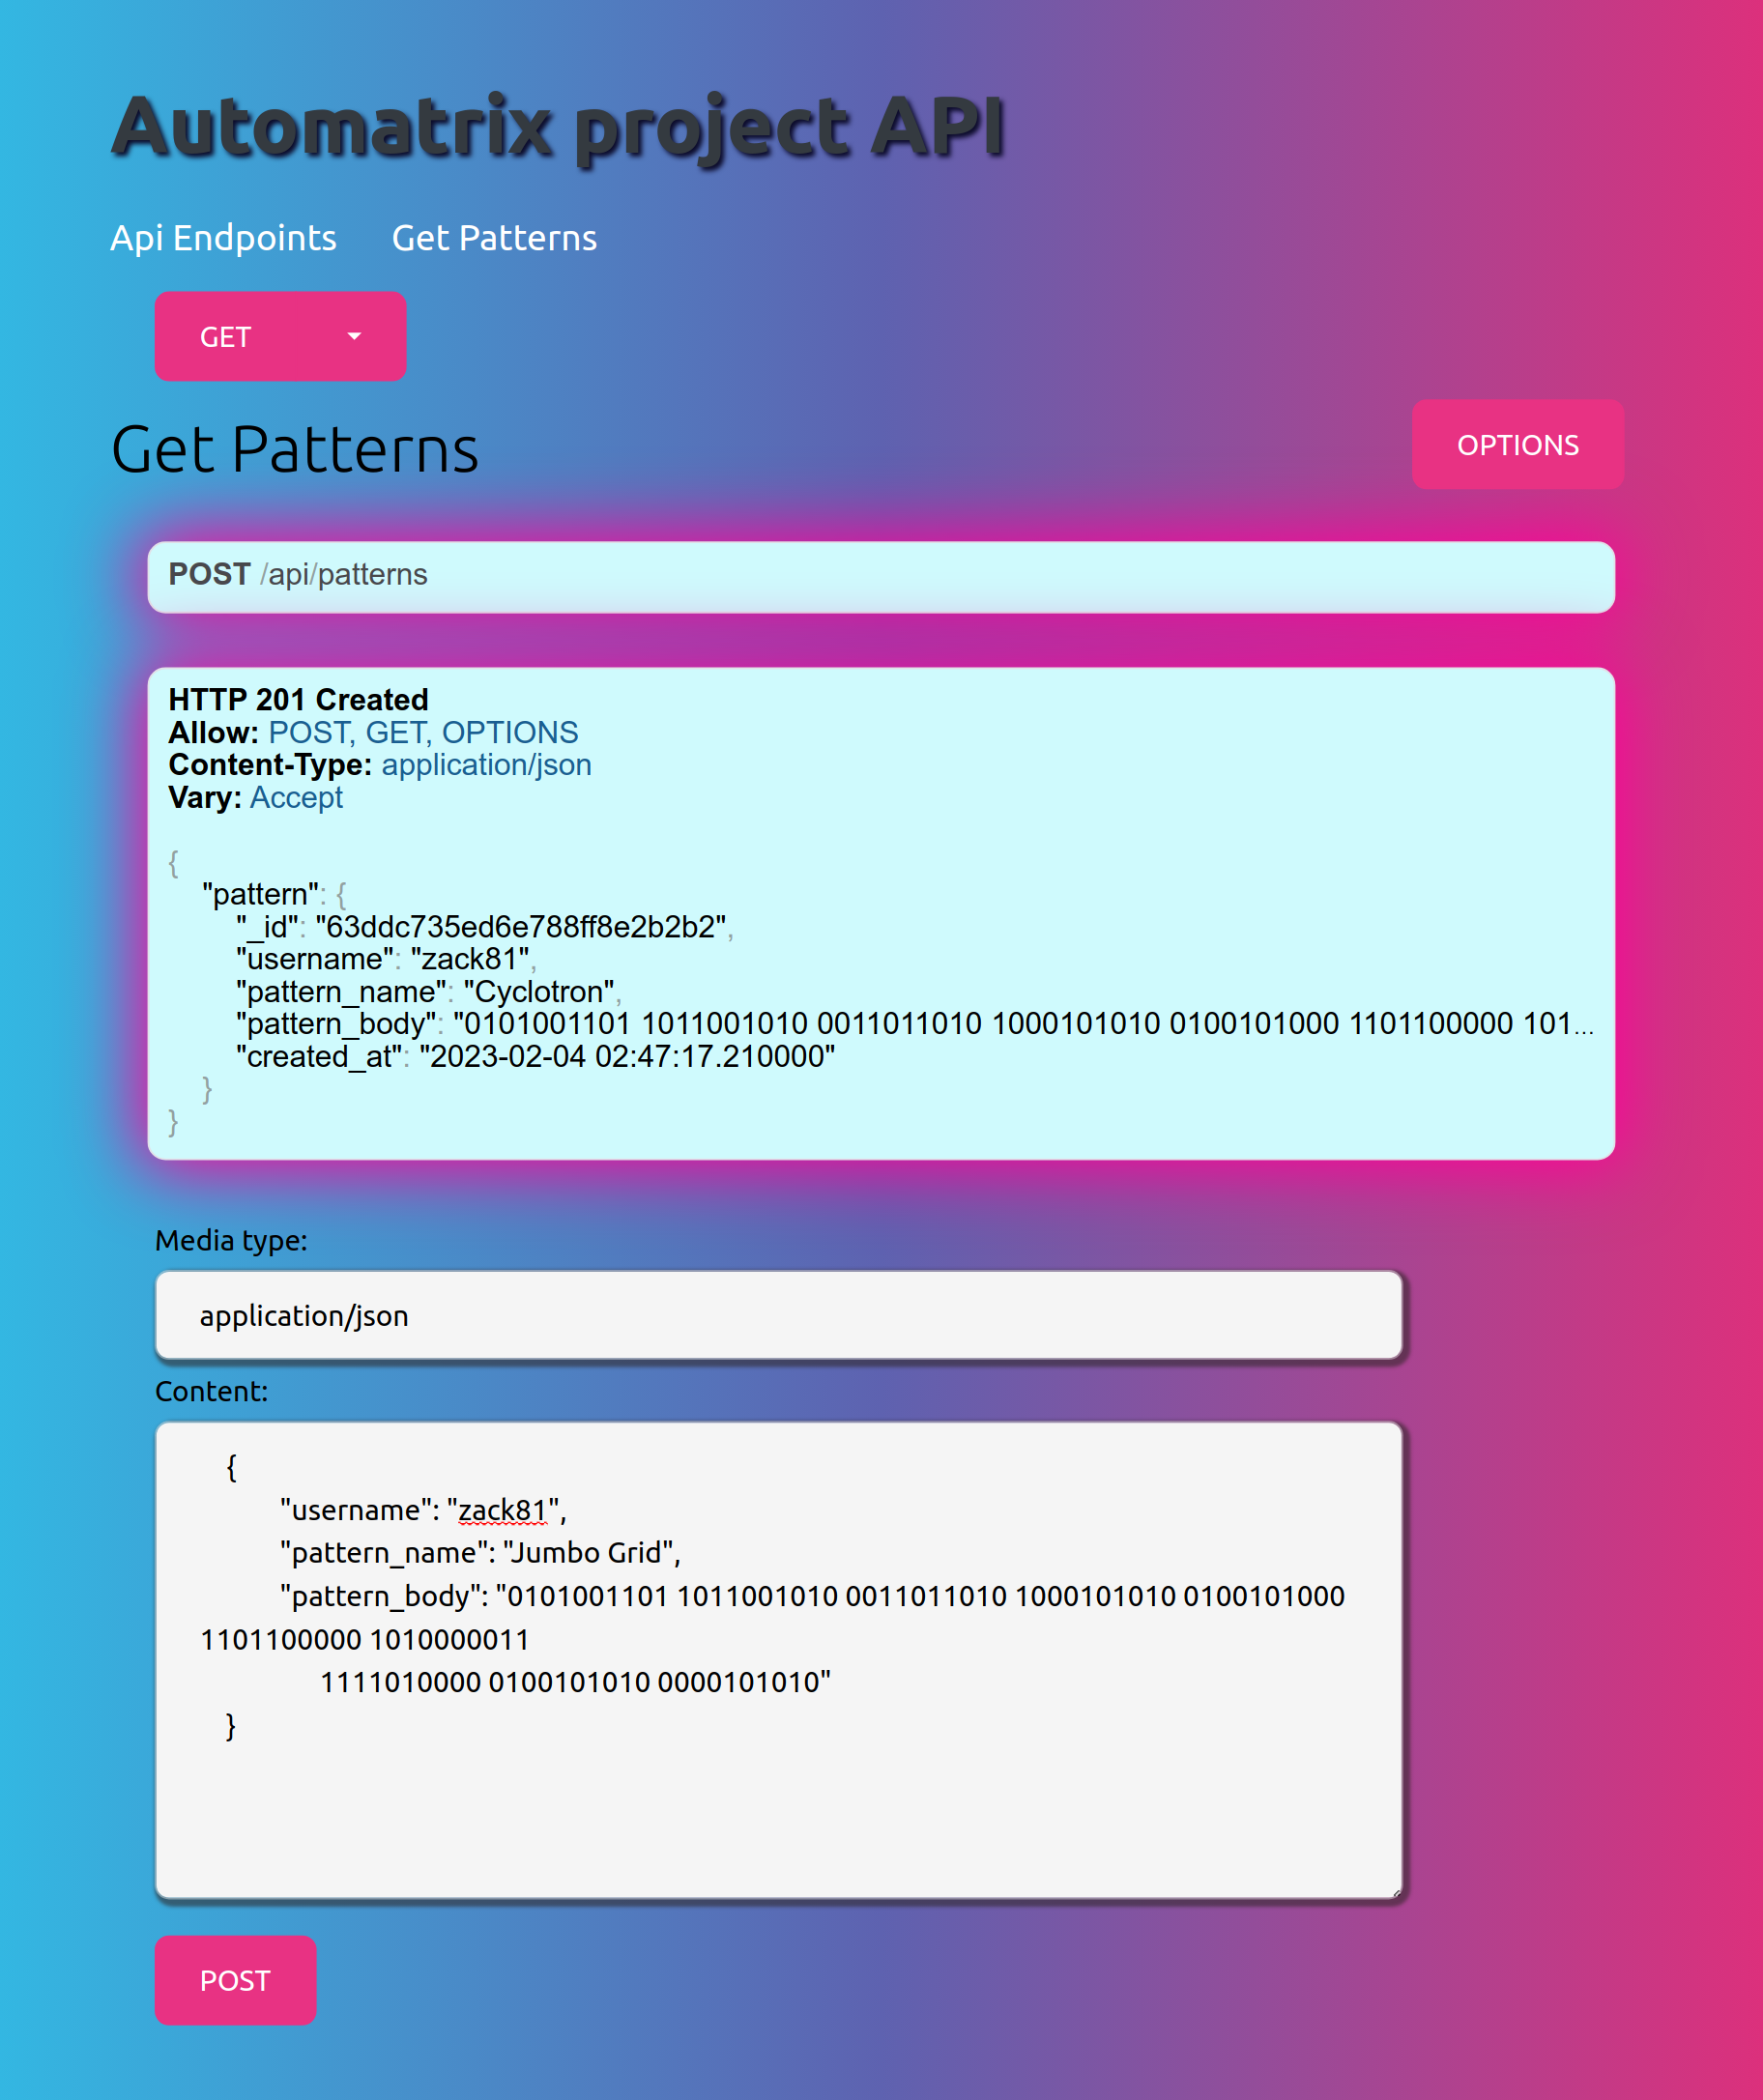 Automatrix project API
Api Endpoints Get Patterns
GET
Get Patterns
OPTIONS
POST /api/patterns
HTTP 201 Created
Allow: POST, GET, OPTIONS
Content-Type: application/json
Vary: Accept
{
"pattern": {
"_id": "63ddc735ed6e788ff8e2b2b2",
"username": "zack81",
"pattern_name": "Cyclotron",
"pattern_body": "0101001101 1011001010 0011011010 1000101010 0100101000 1101100000 101...
"created_at": "2023-02-04 02:47:17.210000"
}
}
Media type:
application/json
Content:
{
"username": "zack81",
"pattern_name": "Jumbo Grid",
"pattern_body": "0101001101 1011001010 0011011010 1000101010 0100101000
1101100000 1010000011
1111010000 0100101010 0000101010"
}
POST